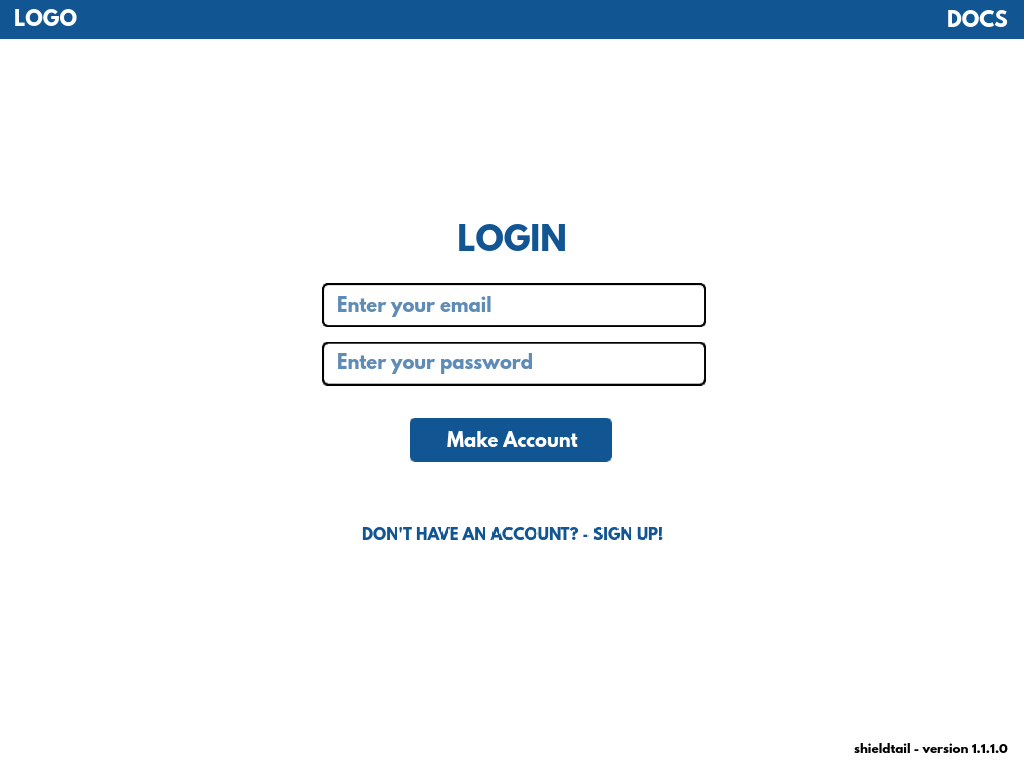 LOGO
DOCS
LOGIN
Enter your email
Enter your password
Make Account
DON'T HAVE AN ACCOUNT? - SIGN UP!
shieldtail - version 1.1.1.0